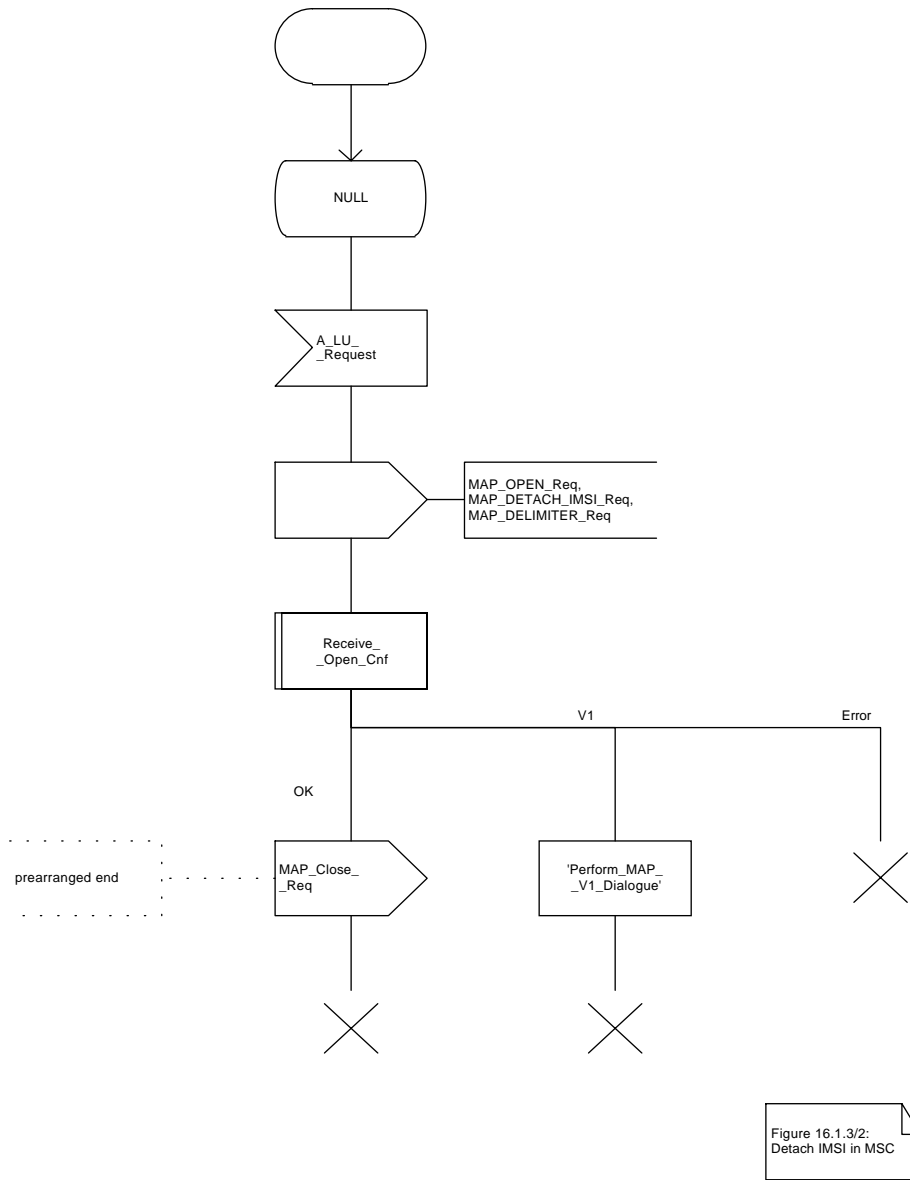 NULL
A_LU_
_Request
MAP_OPEN_Req,
MAP_DETACH_IMSI_Req,
MAP_DELIMITER_Req
Receive_
_Open_Cnf
V1
Error
OK
prearranged end
MAP_Close_
_Req
'Perform_MAP_
_V1_Dialogue'
Figure 16.1.3/2:
Detach IMSI in MSC